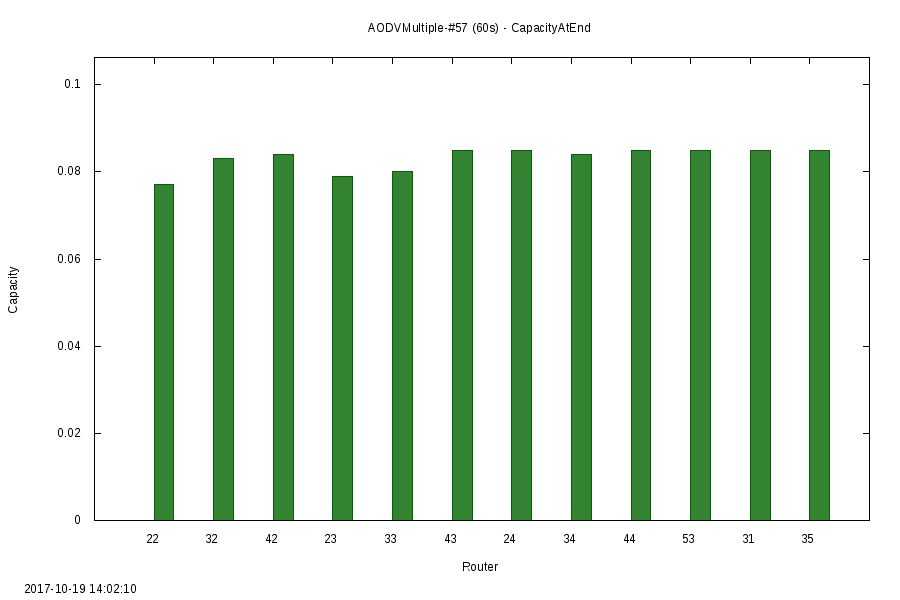 AODVMultiple-#57 (60s) - CapacityAtEnd
0.1
0.08
0.06
0.04
0.02
0
Capacity
22 32 42 23 33 43 24 34 44 53 31 35
Router
2017-10-19 14:02:10